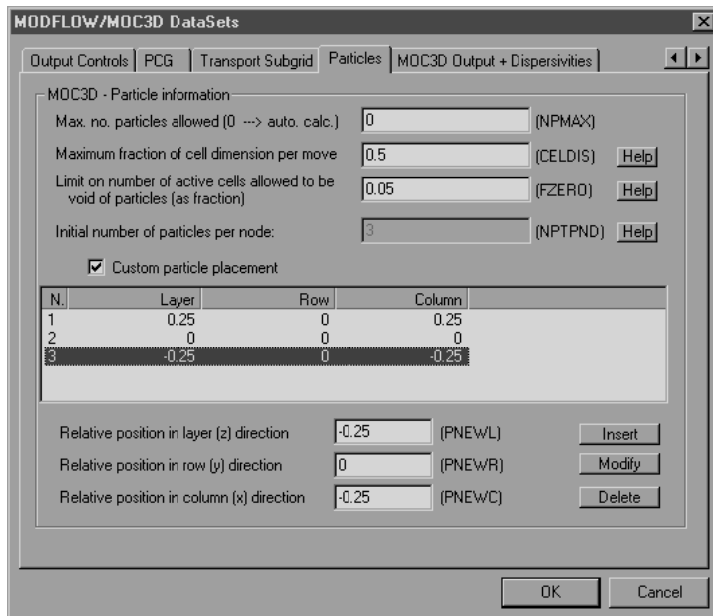 MODFLOW/MOC3D DataSets
Output Controls PCG Transport Subgrid Particles MOC3D Output + Dispersivities
MOC3D - Particle information
Max. no. particles allowed (0 ---> auto. calc.) 0 (NPMAX)
Maximum fraction of cell dimension per move 0.5 (CELDIS) Help
Limit on number of active cells allowed to be
void of particles (as fraction) 0.05 (FZERO) Help
Initial number of particles per node: 3 (NPTPND) Help
Custom particle placement
N. Layer Row Column
1 0.25 0 0.25
2 0 0 0
3 -0.25 0 -0.25
Relative position in layer (z) direction -0.25 (PNEWL) Insert
Relative position in row (y) direction 0 (PNEWR) Modify
Relative position in column (x) direction -0.25 (PNEWC) Delete
OK Cancel